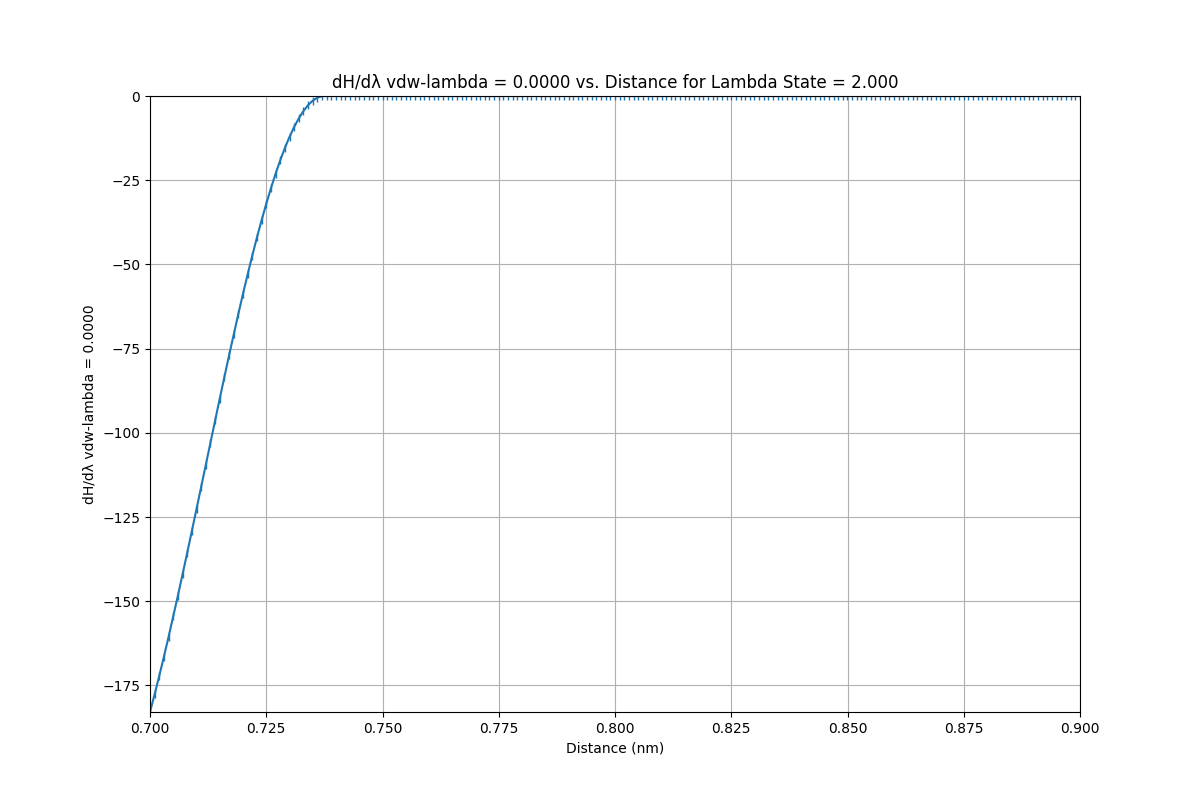 dH/dλ vdw-lambda = 0.0000 vs. Distance for Lambda State = 2.000
0
−25
−50
−75
−100
−125
−150
−175
dH/dλ vdw-lambda = 0.0000
0.700 0.725 0.750 0.775 0.800 0.825 0.850 0.875 0.900
Distance (nm)